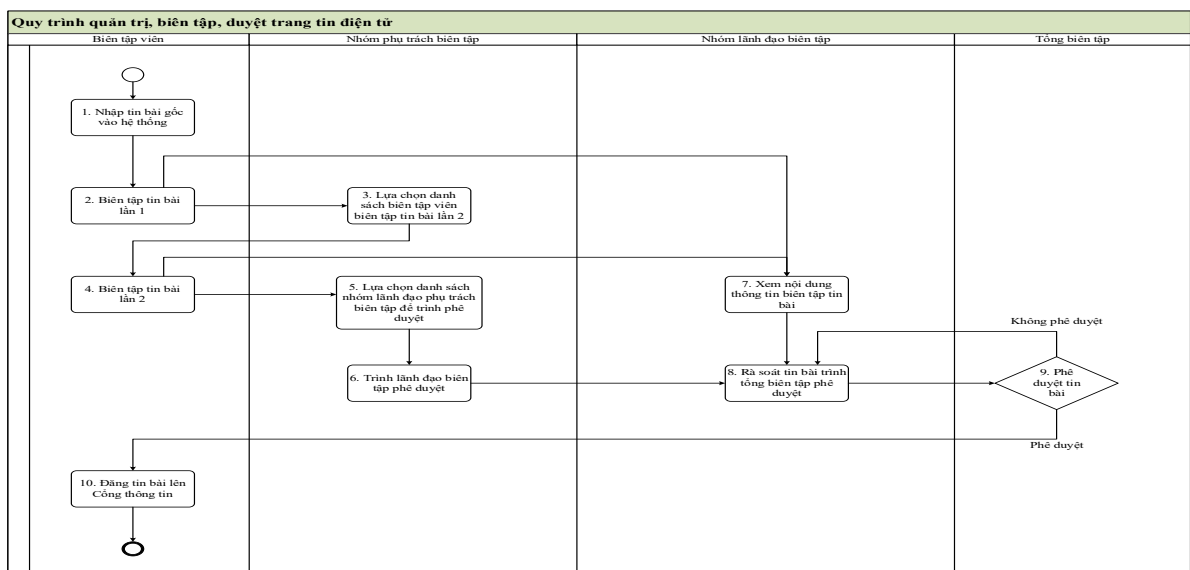 Quy trình quản trị, biên tập, duyệt trang tin điện tử
Biên tập viên
Nhóm phụ trách biên tập
Nhóm lãnh đạo biên tập
Tổng biên tập
1. Nhập tin bài gốc
vào hệ thống
2. Biên tập tin bài
lần 1
3. Lựa chọn danh
sách biên tập viên
biên tập tin bài lần 2
4. Biên tập tin bài
lần 2
5. Lựa chọn danh sách
nhóm lãnh đạo phụ trách
biên tập để trình phê
duyệt
7. Xem nội dung
thông tin biên tập tin
bài
Không phê duyệt
6. Trình lãnh đạo biên
tập phê duyệt
8. Rà soát tin bài trình
tổng biên tập phê
duyệt
9. Phê
duyệt tin
bài
Phê duyệt
10. Đăng tin bài lên
Cổng thông tin